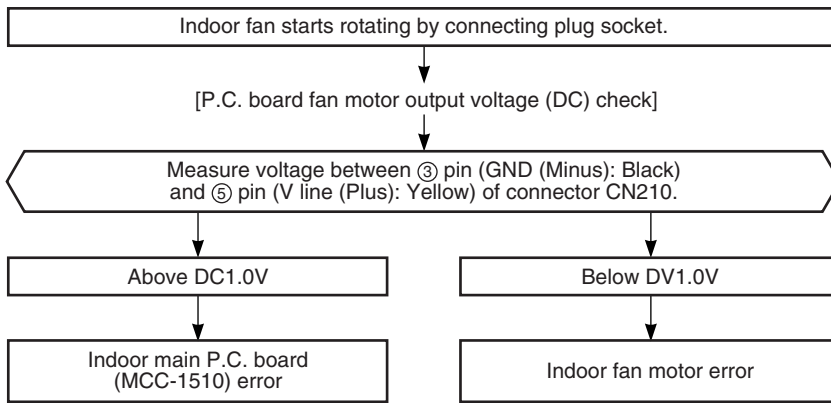 Indoor fan starts rotating by connecting plug socket.
[P.C. board fan motor output voltage (DC) check]
Measure voltage between ③ pin (GND (Minus): Black)
and ⑤ pin (V line (Plus): Yellow) of connector CN210.
Above DC1.0V
Below DV1.0V
Indoor main P.C. board
(MCC-1510) error
Indoor fan motor error